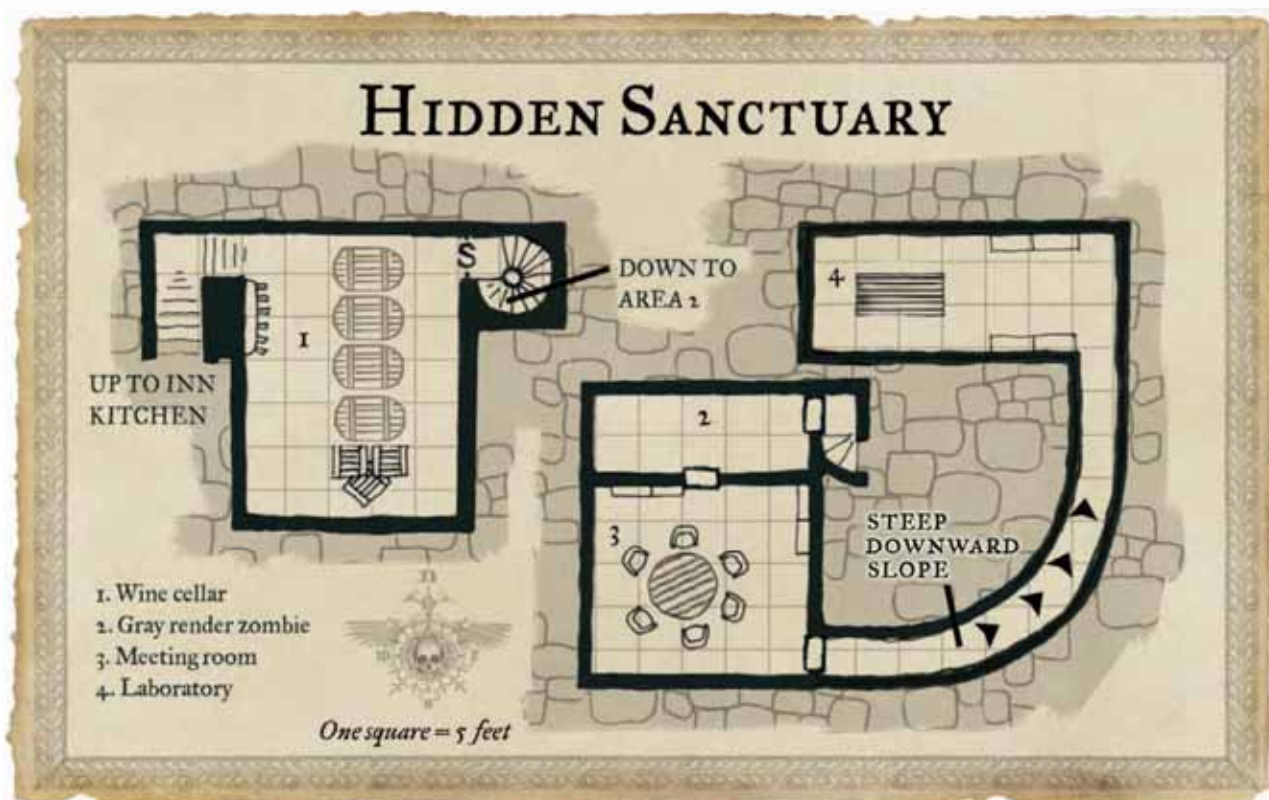 HIDDEN SANCTUARY
S
DOWN TO
AREA 2
4
1
UP TO INN
KITCHEN
2
3
STEEP
DOWNWARD
SLOPE
1. Wine cellar
2. Gray render zombie
3. Meeting room
4. Laboratory
One square = 5 feet